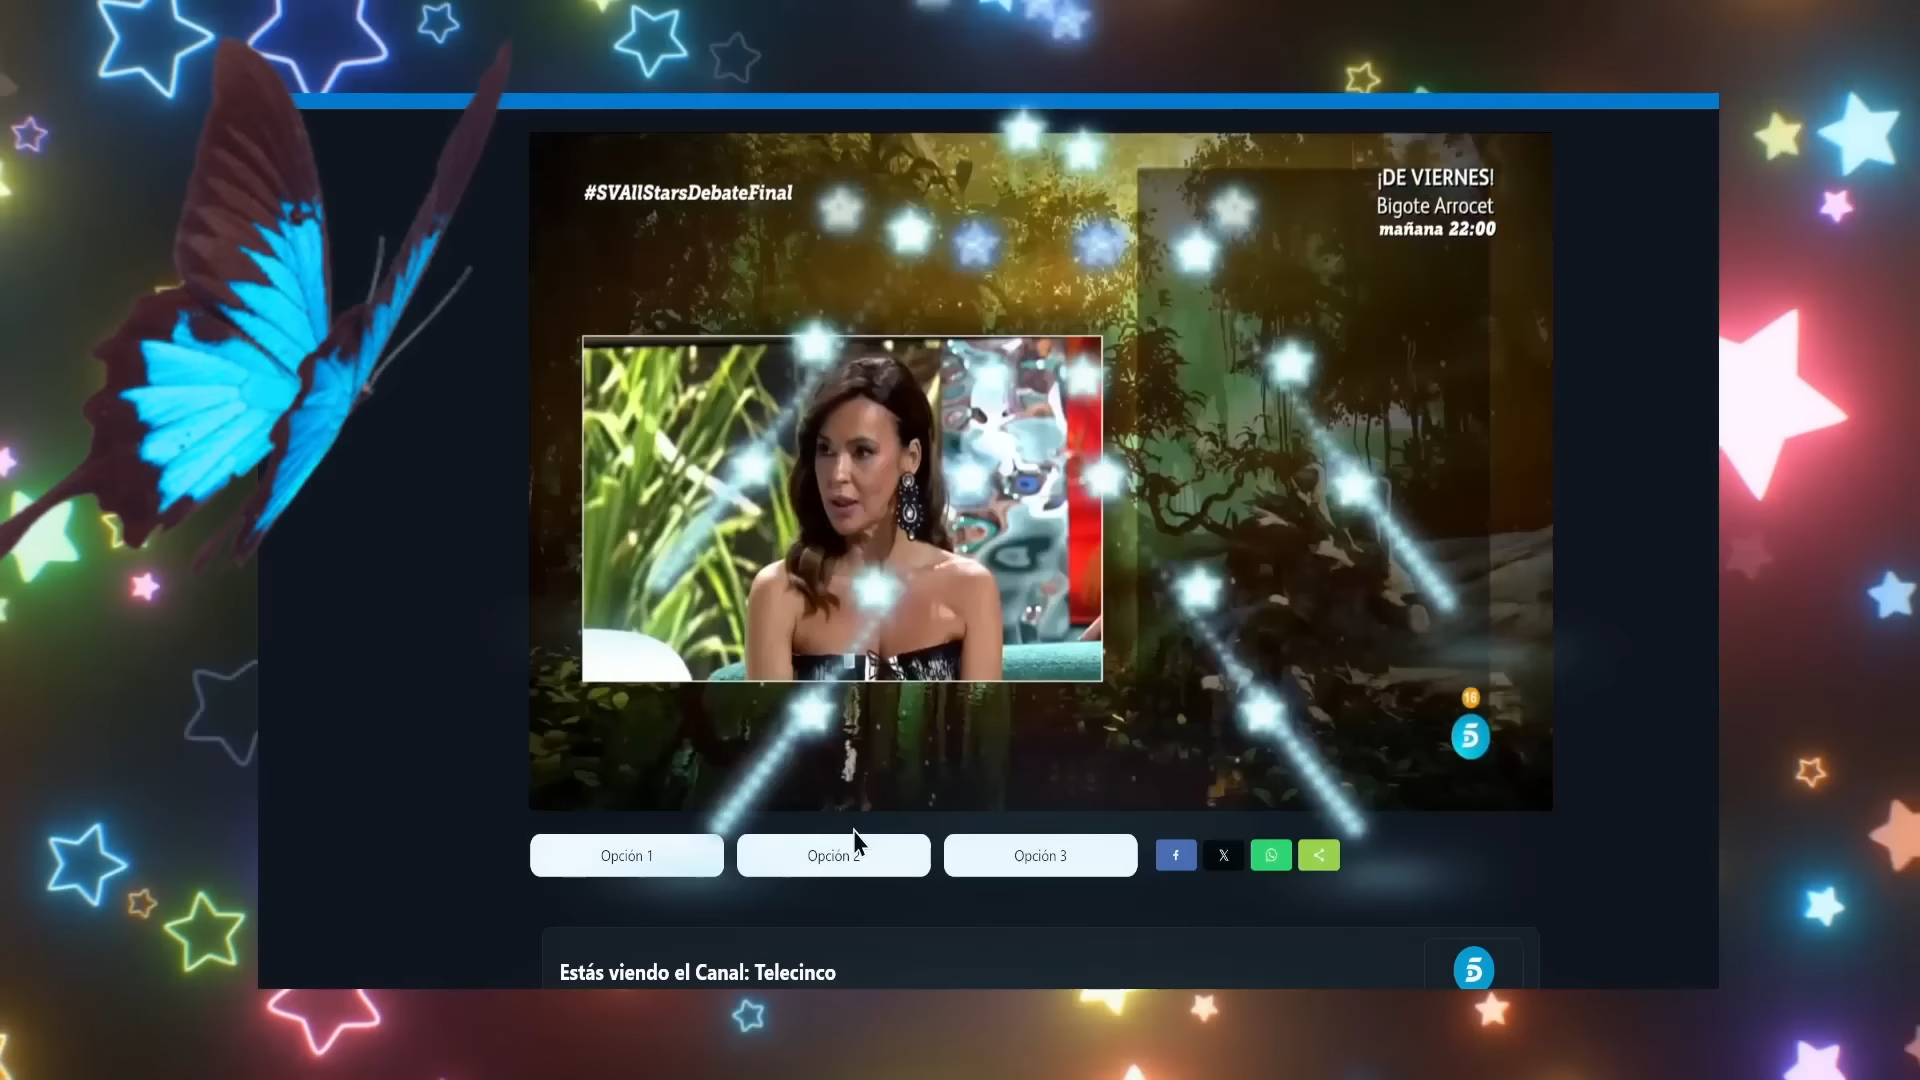 #SVAllStarsDebateFinal
¡DE VIERNES!
Bigote Arrocet
mañana 22:00
16
5
Opción 1
Opción 2
Opción 3
f
X
Estás viendo el Canal: Telecinco
5